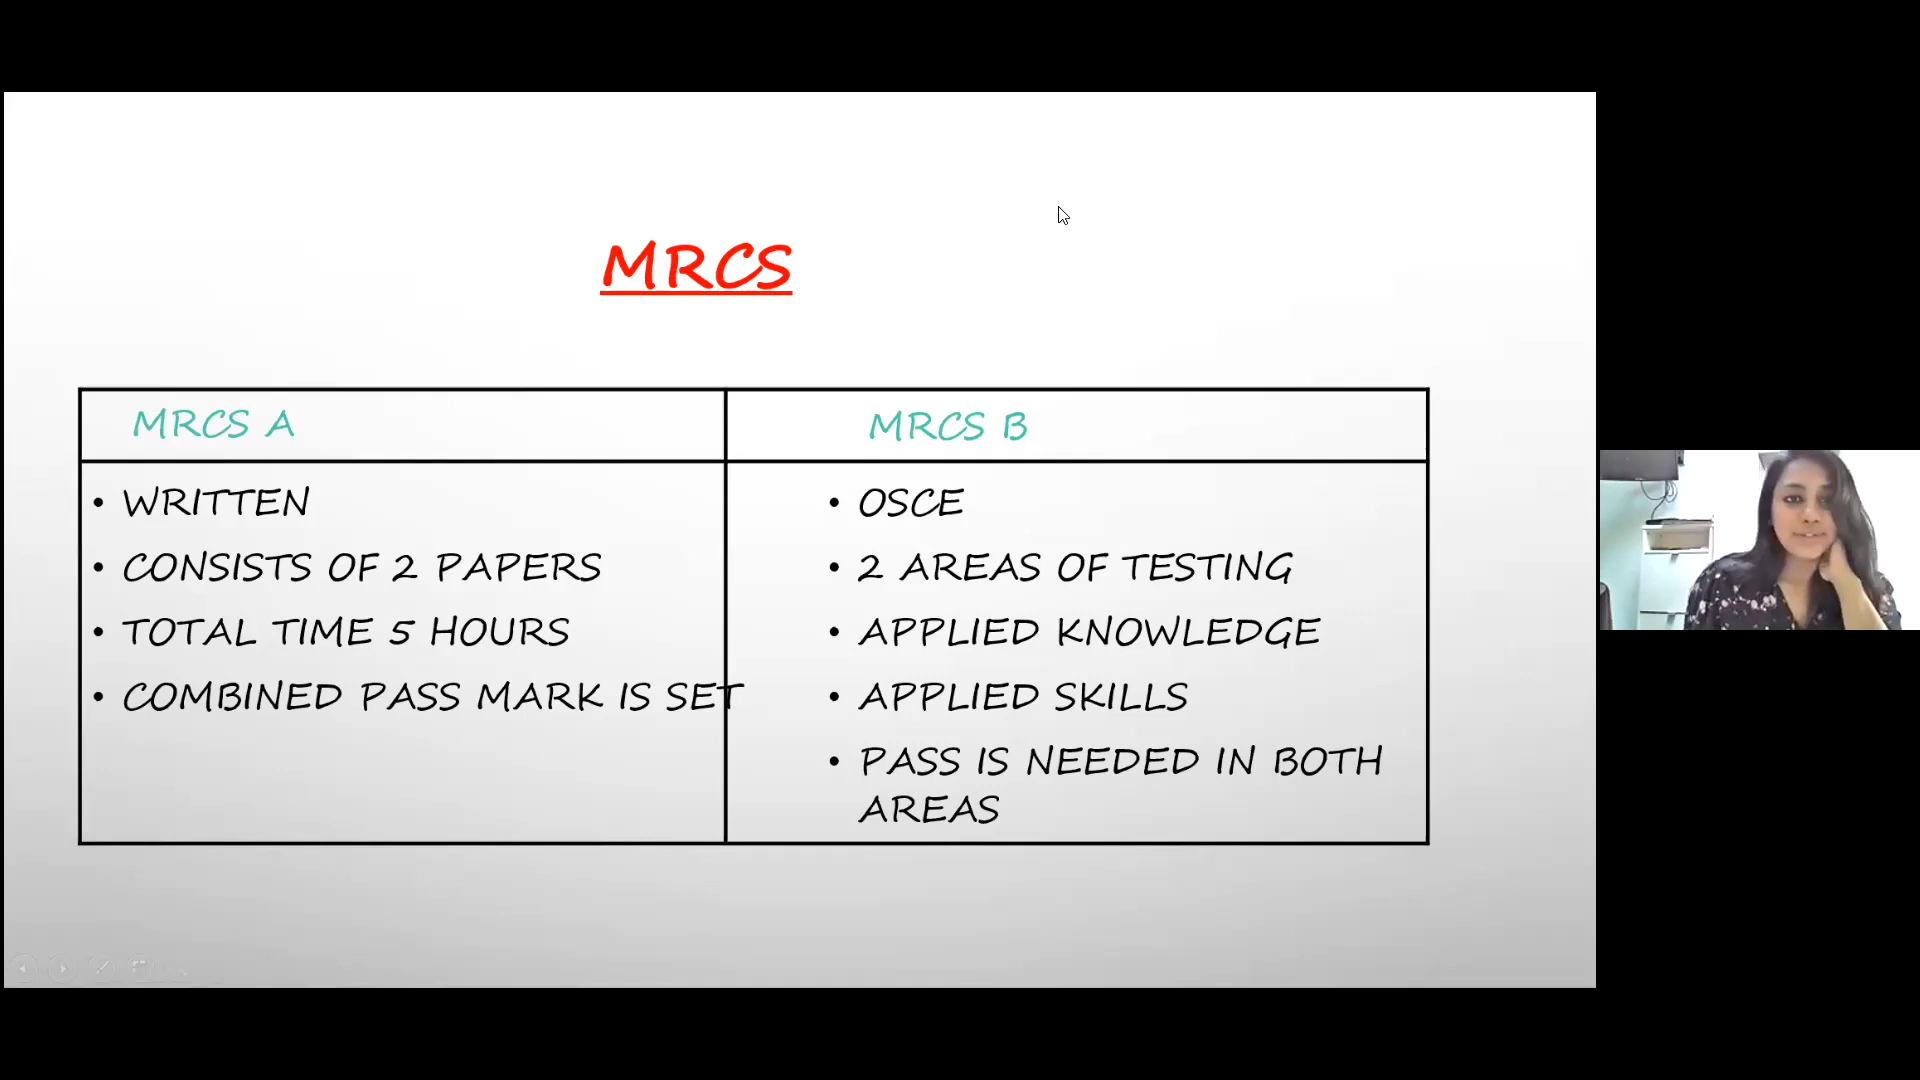 MRCS
MRCS A
• WRITTEN
• CONSISTS OF 2 PAPERS
• TOTAL TIME 5 HOURS
• COMBINED PASS MARK IS SET
MRCS B
• OSCE
• 2 AREAS OF TESTING
• APPLIED KNOWLEDGE
• APPLIED SKILLS
• PASS IS NEEDED IN BOTH
AREAS